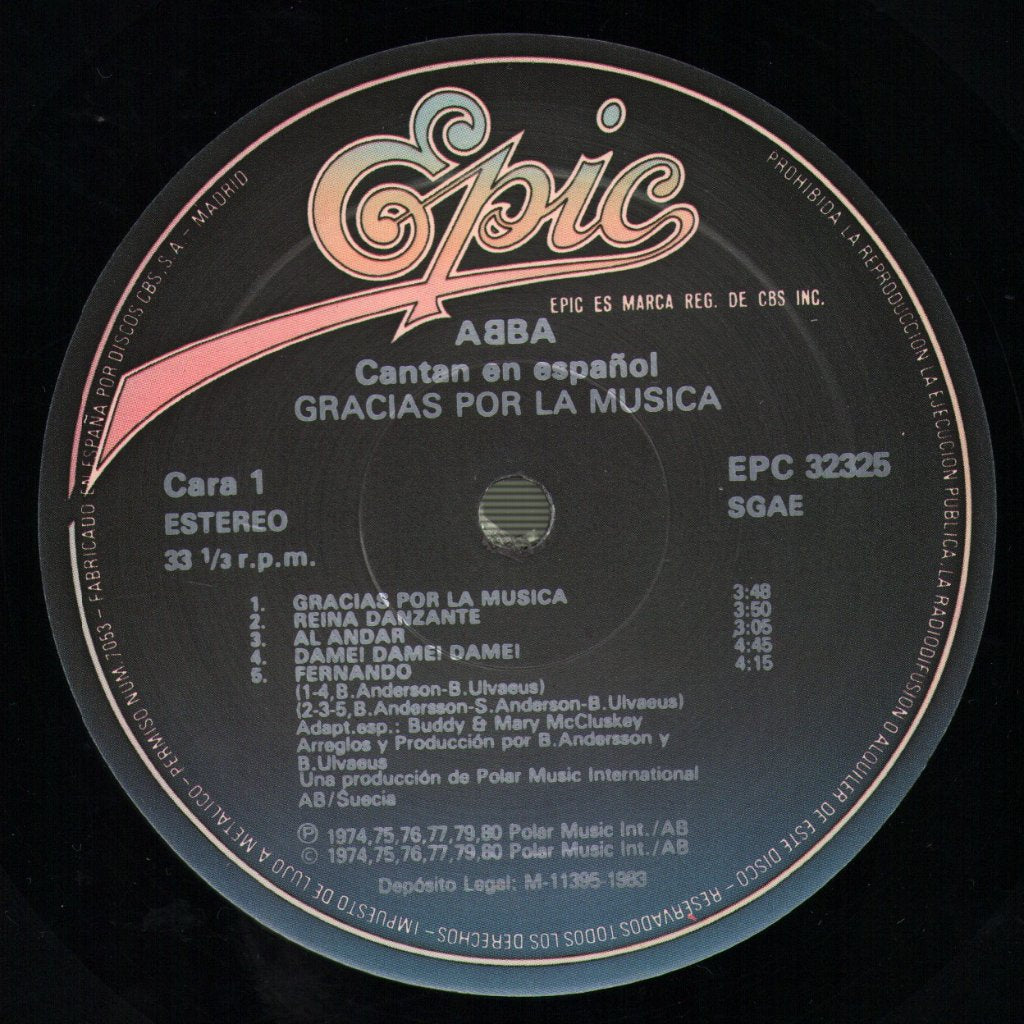 Epic
EPIC ES MARCA REG. DE CBS INC.
ABBA
Cantan en español
GRACIAS POR LA MUSICA
Cara 1
ESTEREO
33 1/3 r.p.m.
EPC 32325
SGAE
1. GRACIAS POR LA MUSICA 3:48
2. REINA DANZANTE 3:50
3. AL ANDAR 3:05
4. DAME! DAME! DAME! 4:45
5. FERNANDO 4:15
(1-4,B.Anderson-B.Ulvaeus)
(2-3-5,B.Andersson-S.Anderson-B.Ulvaeus)
Adapt.esp.: Buddy & Mary McCluskey
Arreglos y Producción por B.Andersson y
B.Ulvaeus
Una producción de Polar Music International
AB/Suecia
Ⓟ 1974,75,76,77,79,80 Polar Music Int./AB
© 1974,75,76,77,79,80 Polar Music Int./AB
Depósito Legal: M-11395-1983
PROHIBIDA LA REPRODUCCION LA EJECUCION PUBLICA. LA RADIODIFUSION O ALQUILER DE ESTE DISCO - RESERVADOS TODOS LOS DERECHOS - IMPUESTO DE LUJO A METALICO - PERMISO NUM. 7053 - FABRICADO EN ESPAÑA POR DISCOS CBS. S.A. - MADRID